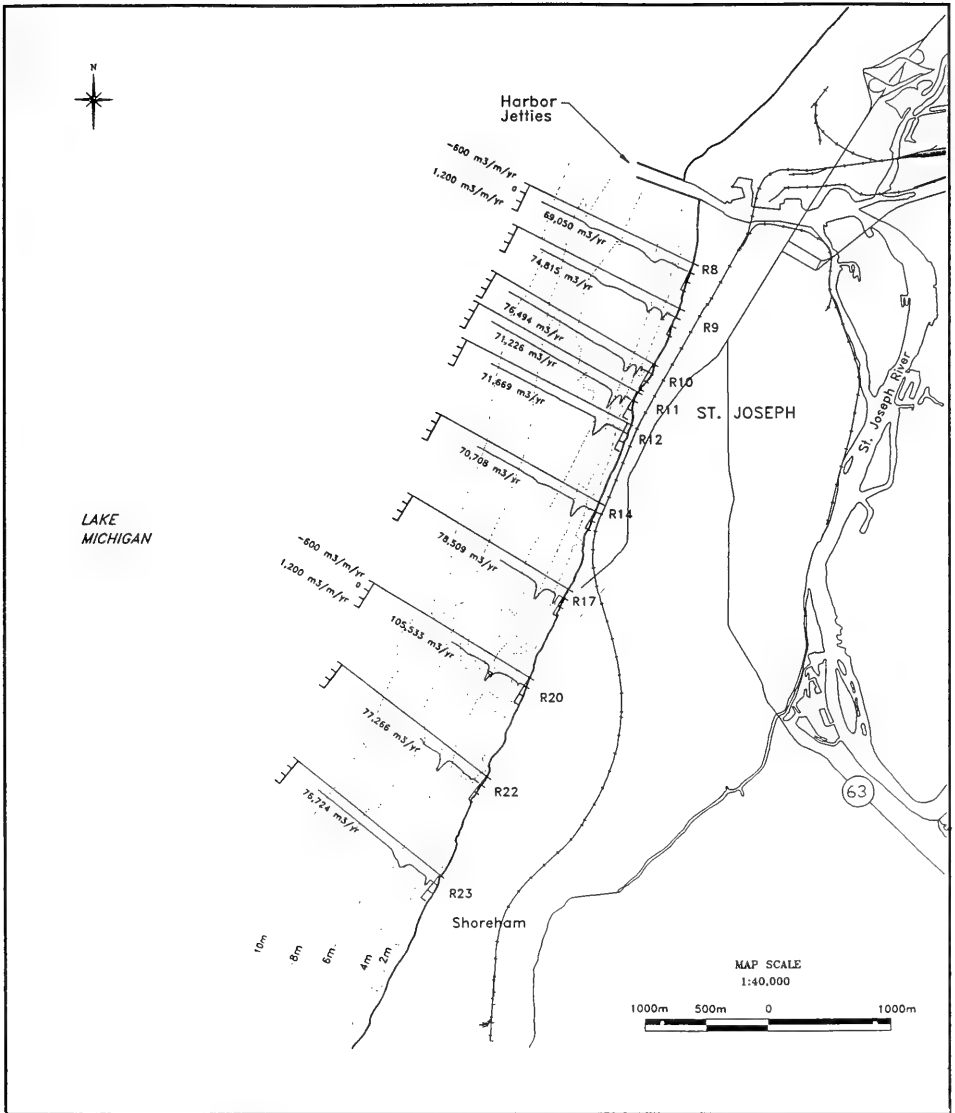 N
Harbor
Jetties
-600 m3/m/yr
0
1,200 m3/m/yr
69,050 m3/yr
R8
74,815 m3/yr
R9
76,494 m3/yr
R10
71,226 m3/yr
R11
ST. JOSEPH
71,669 m3/yr
R12
St. Joseph River
70,708 m3/yr
R14
LAKE
MICHIGAN
78,509 m3/yr
R17
-600 m3/m/yr
0
1,200 m3/m/yr
105,533 m3/yr
R20
77,266 m3/yr
R22
63
76,724 m3/yr
R23
Shoreham
10m
8m
6m
4m
2m
MAP SCALE
1:40,000
1000m
500m
0
1000m